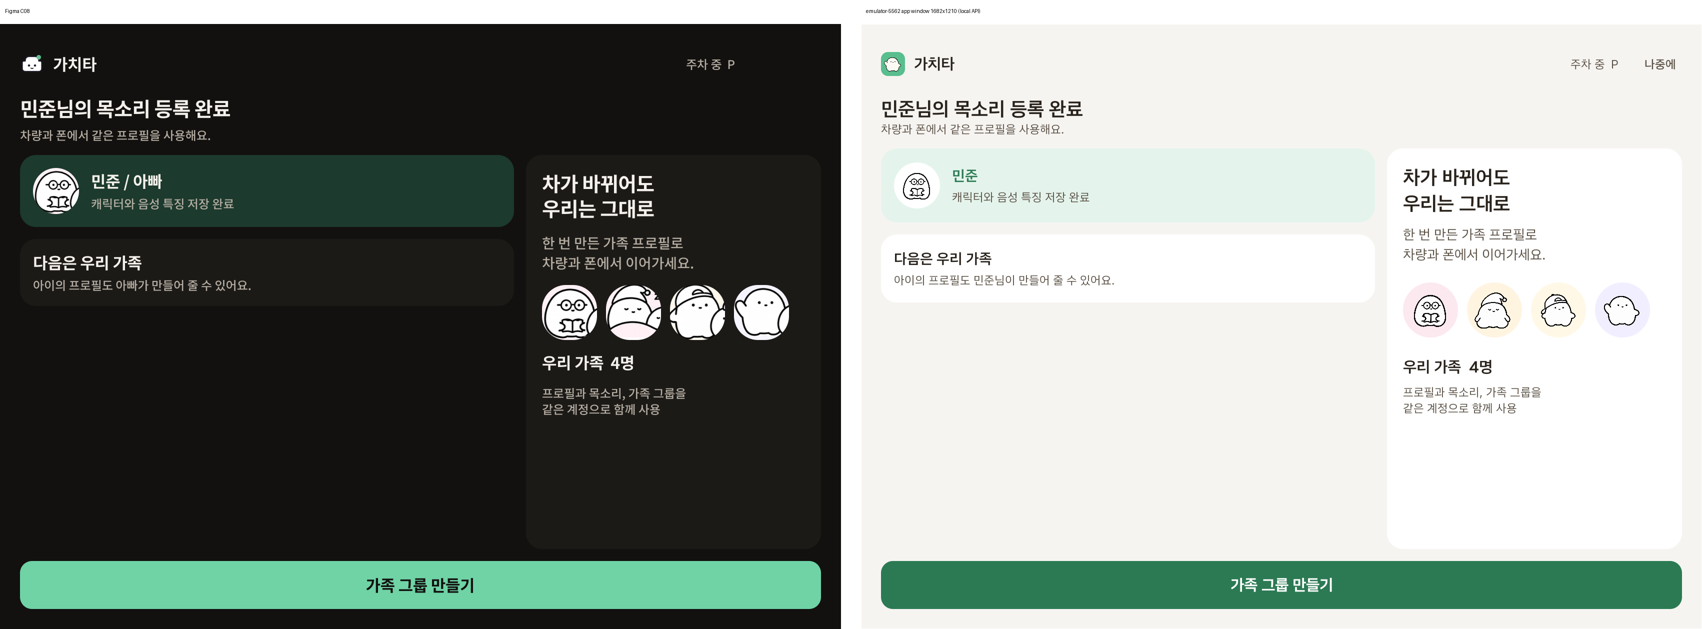 Figma C08
가치타
주차 중 P
민준님의 목소리 등록 완료
차량과 폰에서 같은 프로필을 사용해요.
민준 / 아빠
캐릭터와 음성 특징 저장 완료
다음은 우리 가족
아이의 프로필도 아빠가 만들어 줄 수 있어요.
차가 바뀌어도
우리는 그대로
한 번 만든 가족 프로필로
차량과 폰에서 이어가세요.
우리 가족 4명
프로필과 목소리, 가족 그룹을
같은 계정으로 함께 사용
가족 그룹 만들기
emulator-5562 app window 1682x1210 (local API)
가치타
주차 중 P
나중에
민준님의 목소리 등록 완료
차량과 폰에서 같은 프로필을 사용해요.
민준
캐릭터와 음성 특징 저장 완료
다음은 우리 가족
아이의 프로필도 민준님이 만들어 줄 수 있어요.
차가 바뀌어도
우리는 그대로
한 번 만든 가족 프로필로
차량과 폰에서 이어가세요.
우리 가족 4명
프로필과 목소리, 가족 그룹을
같은 계정으로 함께 사용
가족 그룹 만들기